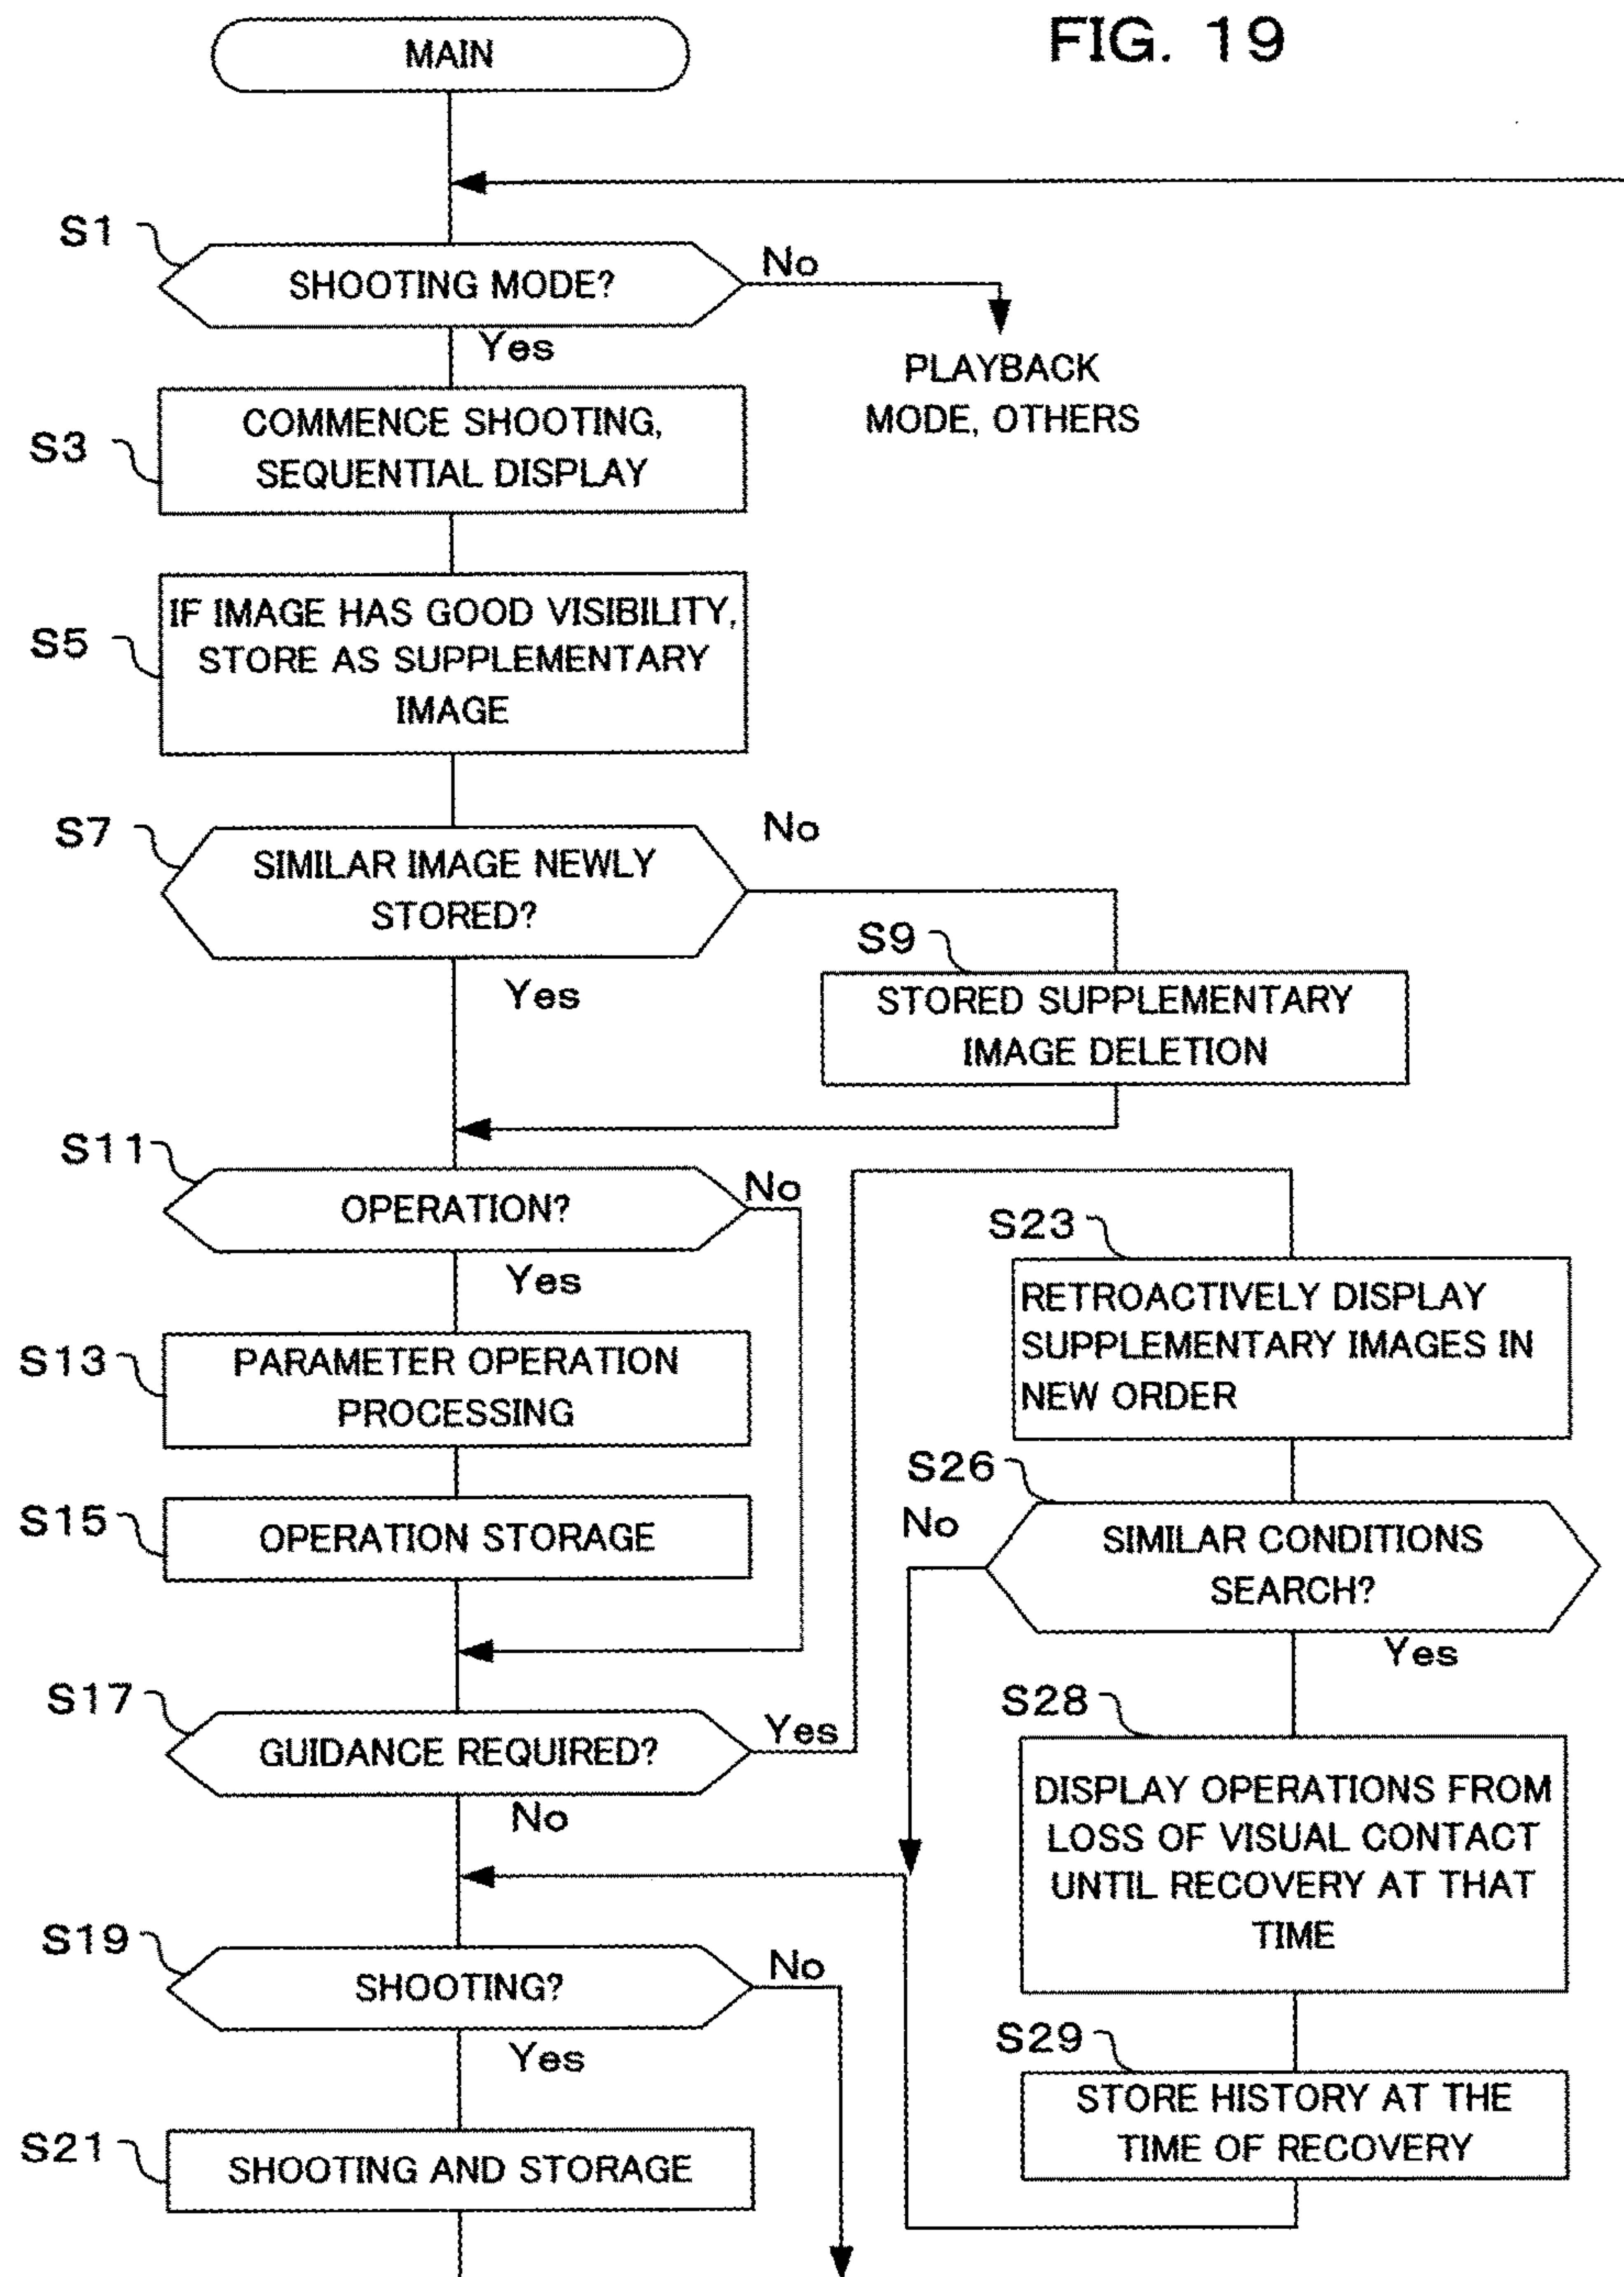 FIG. 19
MAIN
S1
SHOOTING MODE?
No
Yes
PLAYBACK
MODE, OTHERS
S3
COMMENCE SHOOTING,
SEQUENTIAL DISPLAY
S5
IF IMAGE HAS GOOD VISIBILITY,
STORE AS SUPPLEMENTARY
IMAGE
S7
SIMILAR IMAGE NEWLY
STORED?
No
Yes
S9
STORED SUPPLEMENTARY
IMAGE DELETION
S11
OPERATION?
No
Yes
S13
PARAMETER OPERATION
PROCESSING
S15
OPERATION STORAGE
S17
GUIDANCE REQUIRED?
Yes
No
S23
RETROACTIVELY DISPLAY
SUPPLEMENTARY IMAGES IN
NEW ORDER
S26
SIMILAR CONDITIONS
SEARCH?
No
Yes
S28
DISPLAY OPERATIONS FROM
LOSS OF VISUAL CONTACT
UNTIL RECOVERY AT THAT
TIME
S29
STORE HISTORY AT THE
TIME OF RECOVERY
S19
SHOOTING?
No
Yes
S21
SHOOTING AND STORAGE